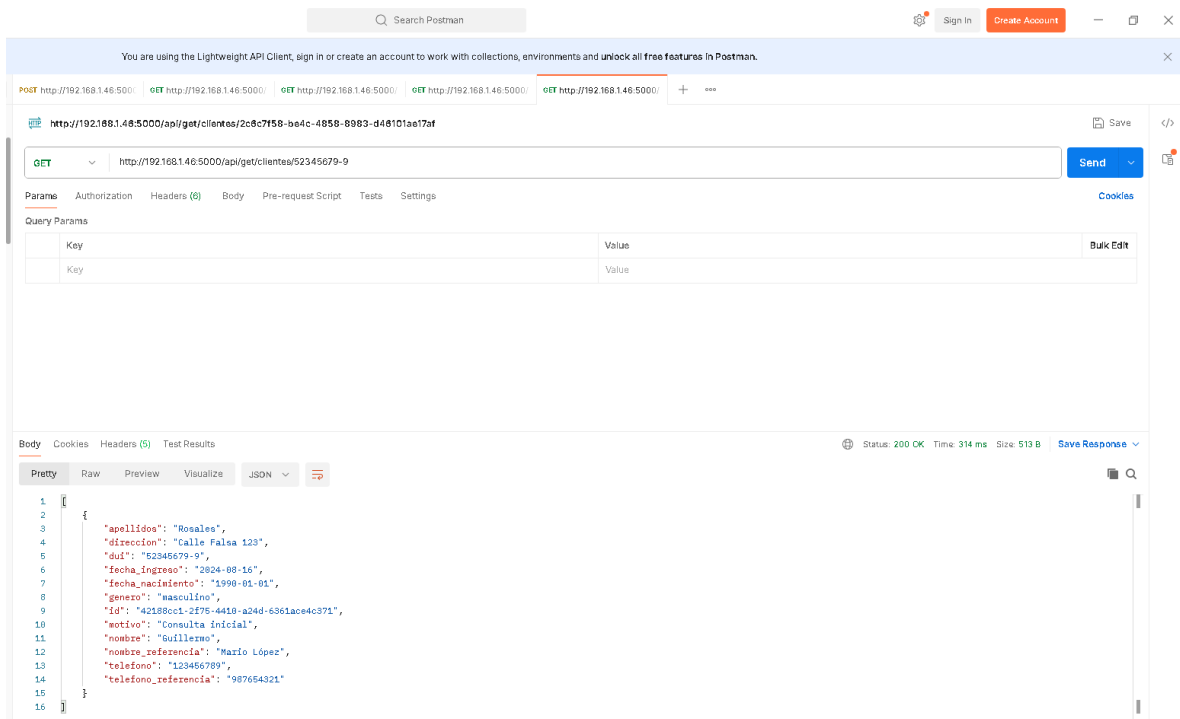 Search Postman
Sign In
Create Account
You are using the Lightweight API Client, sign in or create an account to work with collections, environments and unlock all free features in Postman.
POST http://192.168.1.46:5000
GET http://192.168.1.46:5000/
GET http://192.168.1.46:5000/
GET http://192.168.1.46:5000/
GET http://192.168.1.46:5000/
HTTP http://192.168.1.46:5000/api/get/clientes/2c6c7f58-be4c-4858-8983-d46101ae17af
Save
</>
GET http://192.168.1.46:5000/api/get/clientes/52345679-9
Send
Params Authorization Headers (6) Body Pre-request Script Tests Settings
Cookies
Query Params
Key Value Bulk Edit
Key Value
Body Cookies Headers (5) Test Results
Status: 200 OK Time: 314 ms Size: 513 B Save Response
Pretty Raw Preview Visualize JSON
1 [
2 {
3 "apellidos": "Rosales",
4 "direccion": "Calle Falsa 123",
5 "dui": "52345679-9",
6 "fecha_ingreso": "2024-08-16",
7 "fecha_nacimiento": "1990-01-01",
8 "genero": "masculino",
9 "id": "42188cc1-2f75-4410-a24d-6361ace4c371",
10 "motivo": "Consulta inicial",
11 "nombre": "Guillermo",
12 "nombre_referencia": "Mario López",
13 "telefono": "123456789",
14 "telefono_referencia": "987654321"
15 }
16 ]